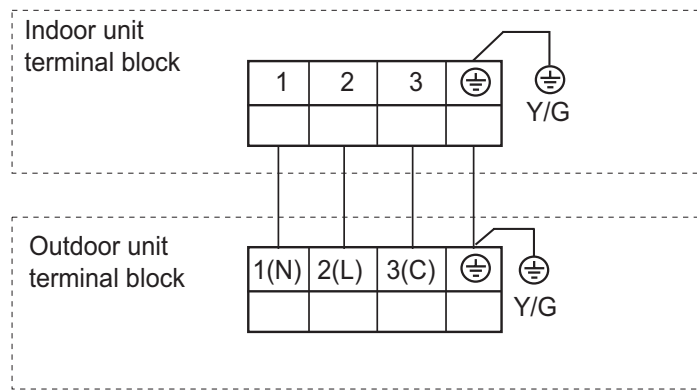 Indoor unit
terminal block
1 2 3
Y/G
Outdoor unit
terminal block
1(N) 2(L) 3(C)
Y/G